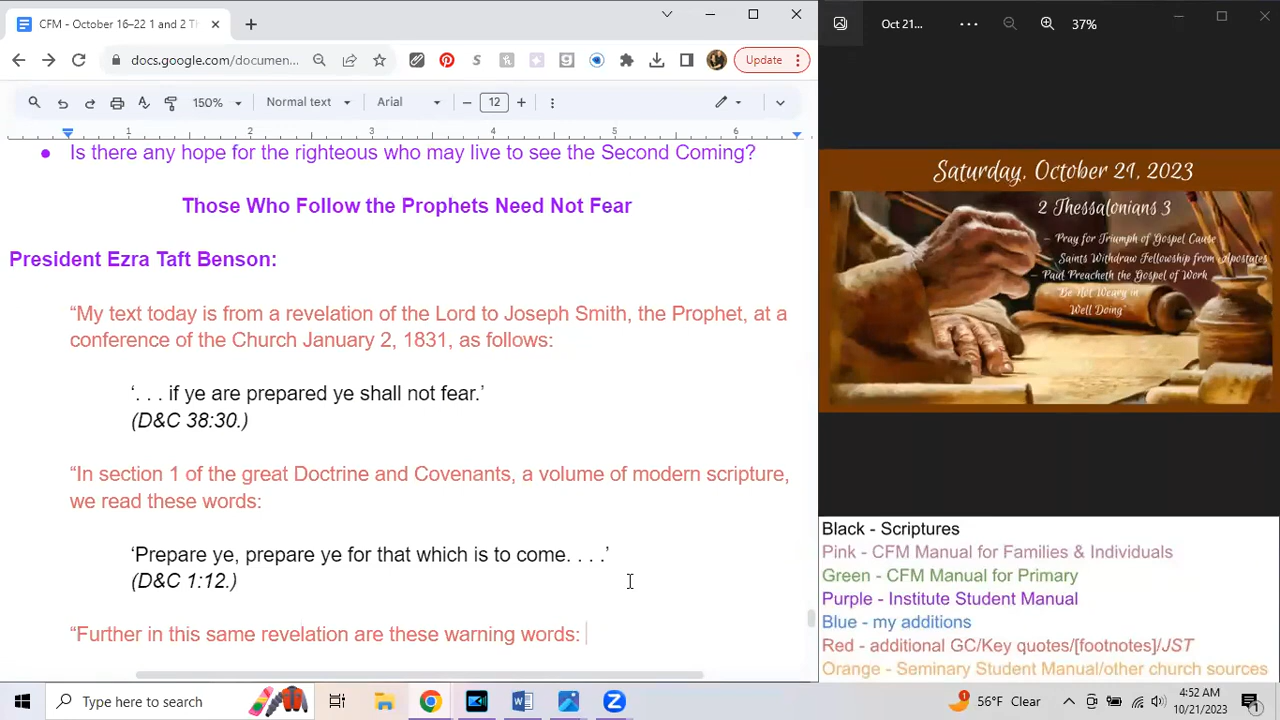 CFM - October 16–22 1 and 2 Th
docs.google.com/documen...
Update
150%
Normal text
Arial
12
1 2 3 4 5 6
Is there any hope for the righteous who may live to see the Second Coming?
Those Who Follow the Prophets Need Not Fear
President Ezra Taft Benson:
“My text today is from a revelation of the Lord to Joseph Smith, the Prophet, at a
conference of the Church January 2, 1831, as follows:
‘. . . if ye are prepared ye shall not fear.’
(D&C 38:30.)
“In section 1 of the great Doctrine and Covenants, a volume of modern scripture,
we read these words:
‘Prepare ye, prepare ye for that which is to come. . . .’
(D&C 1:12.)
“Further in this same revelation are these warning words:
Oct 21...
37%
Saturday, October 21, 2023
2 Thessalonians 3
– Pray for Triumph of Gospel Cause
Saints Withdraw Fellowship from Apostates
– Paul Preacheth the Gospel of Work
"Be Not Weary in
Well Doing"
Black - Scriptures
Pink - CFM Manual for Families & Individuals
Green - CFM Manual for Primary
Purple - Institute Student Manual
Blue - my additions
Red - additional GC/Key quotes/[footnotes]/JST
Orange - Seminary Student Manual/other church sources
Type here to search
1
56°F Clear
4:52 AM
10/21/2023
1